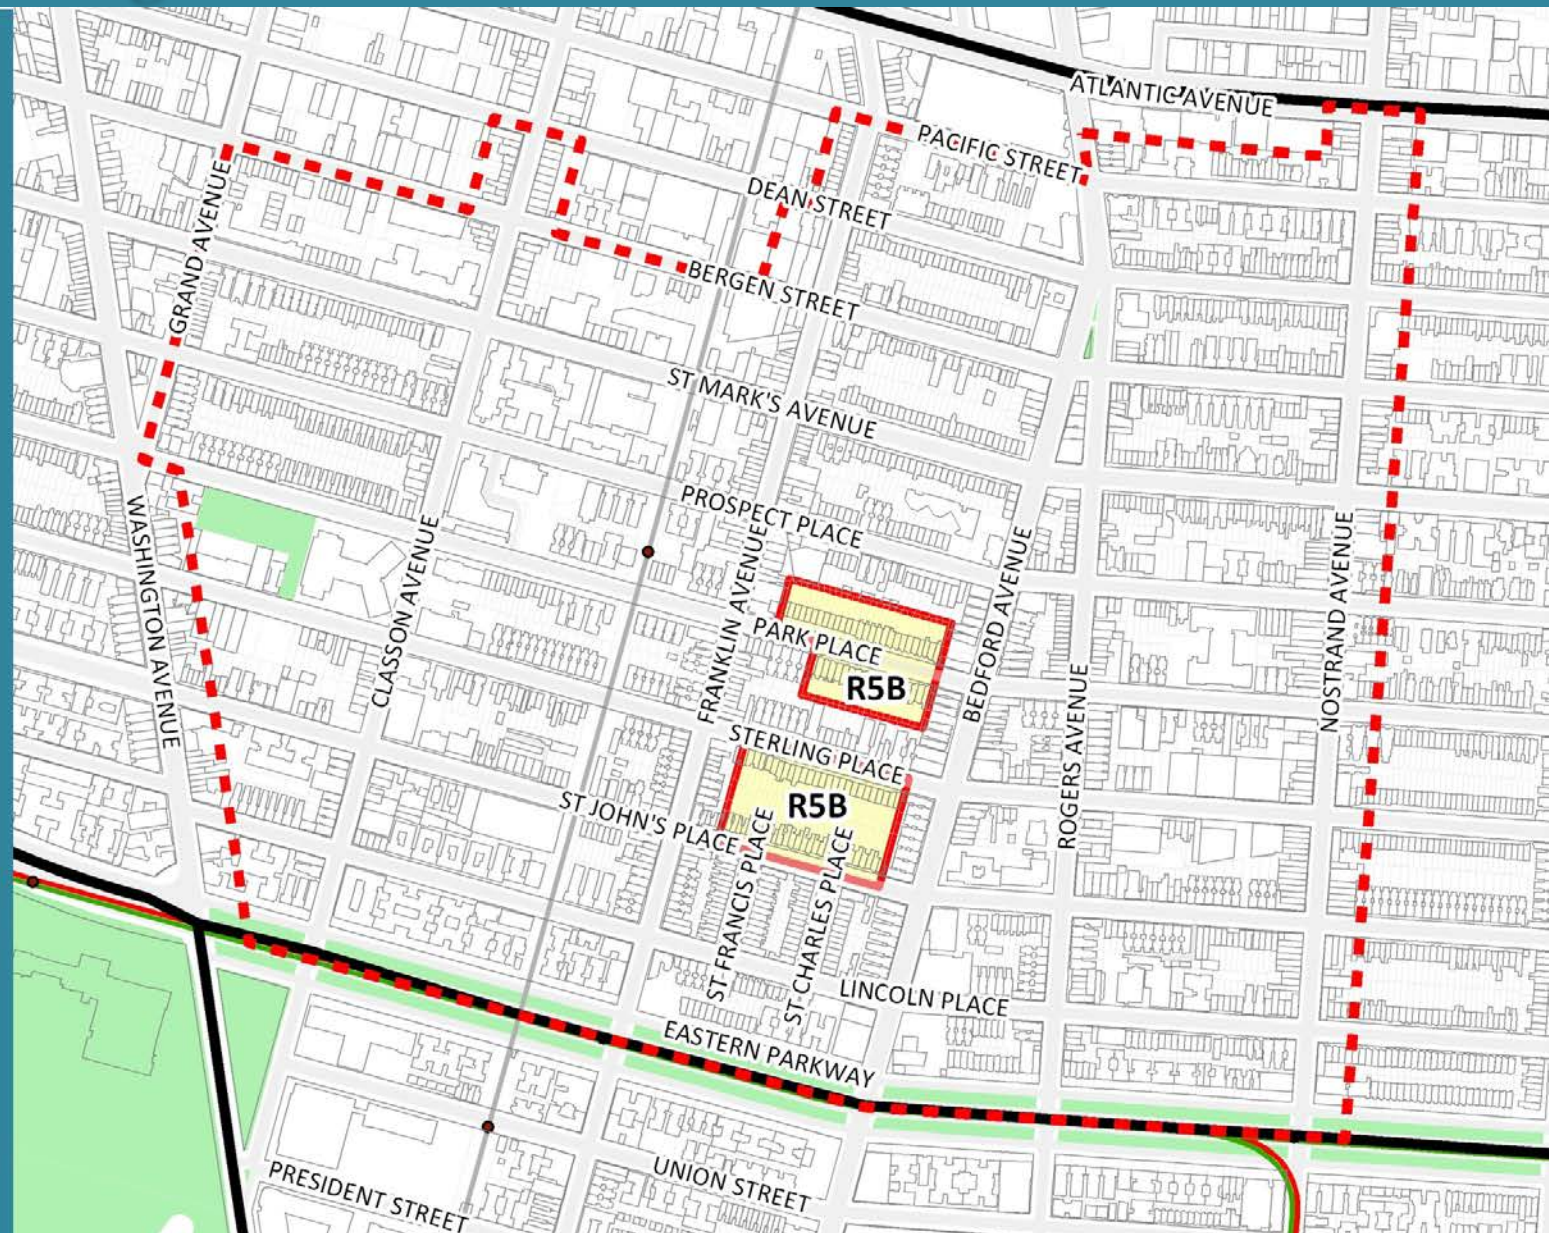 ATLANTIC AVENUE
PACIFIC STREET
DEAN STREET
GRAND AVENUE
BERGEN STREET
ST MARK'S AVENUE
PROSPECT PLACE
WASHINGTON AVENUE
CLASSON AVENUE
FRANKLIN AVENUE
BEDFORD AVENUE
NOSTRAND AVENUE
PARK PLACE
R5B
ROGERS AVENUE
STERLING PLACE
R5B
ST JOHN'S PLACE
ST FRANCIS PLACE
ST CHARLES PLACE
LINCOLN PLACE
EASTERN PARKWAY
UNION STREET
PRESIDENT STREET